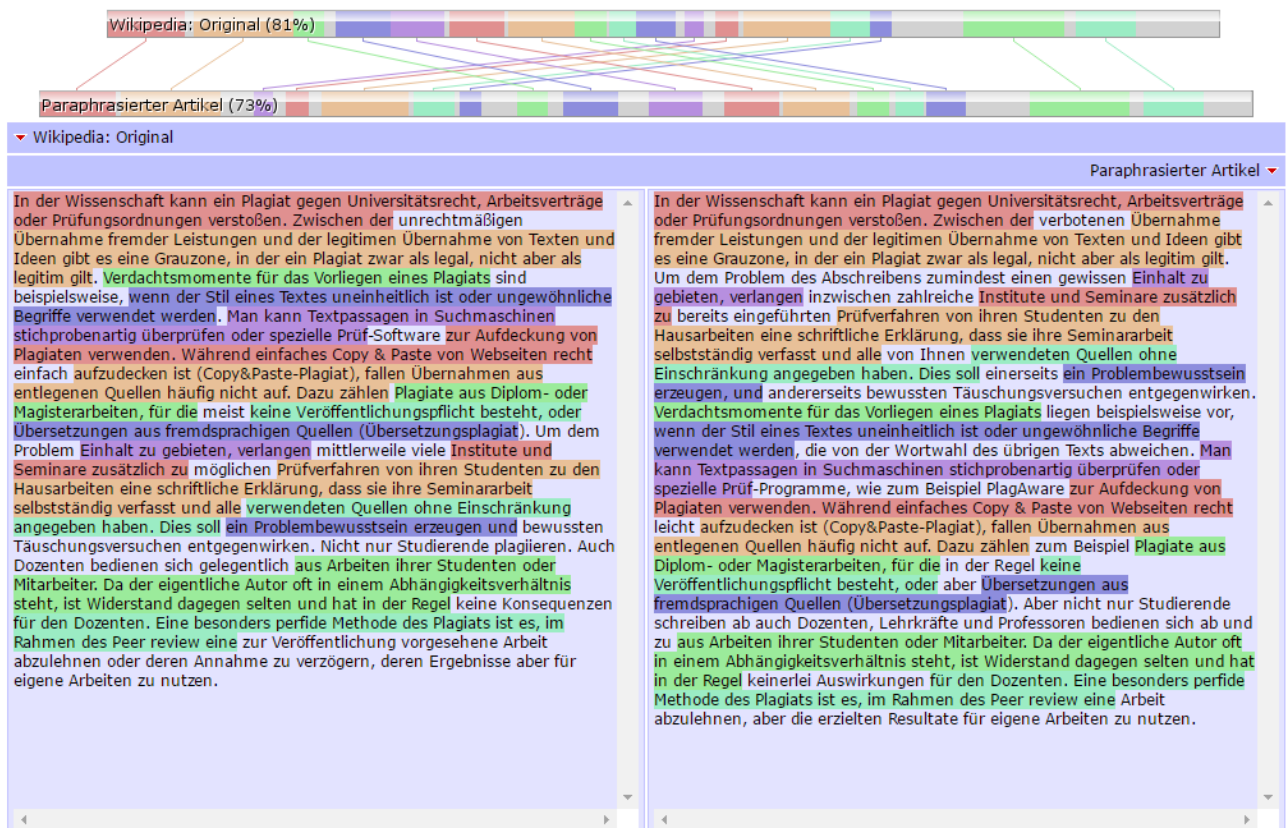 Wikipedia: Original (81%)
Paraphrasierter Artikel (73%)
Wikipedia: Original
Paraphrasierter Artikel
In der Wissenschaft kann ein Plagiat gegen Universitätsrecht, Arbeitsverträge
oder Prüfungsordnungen verstoßen. Zwischen der unrechtmäßigen
Übernahme fremder Leistungen und der legitimen Übernahme von Texten und
Ideen gibt es eine Grauzone, in der ein Plagiat zwar als legal, nicht aber als
legitim gilt. Verdachtsmomente für das Vorliegen eines Plagiats sind
beispielsweise, wenn der Stil eines Textes uneinheitlich ist oder ungewöhnliche
Begriffe verwendet werden. Man kann Textpassagen in Suchmaschinen
stichprobenartig überprüfen oder spezielle Prüf-Software zur Aufdeckung von
Plagiaten verwenden. Während einfaches Copy & Paste von Webseiten recht
einfach aufzudecken ist (Copy&Paste-Plagiat), fallen Übernahmen aus
entlegenen Quellen häufig nicht auf. Dazu zählen Plagiate aus Diplom- oder
Magisterarbeiten, für die meist keine Veröffentlichungspflicht besteht, oder
Übersetzungen aus fremdsprachigen Quellen (Übersetzungsplagiat). Um dem
Problem Einhalt zu gebieten, verlangen mittlerweile viele Institute und
Seminare zusätzlich zu möglichen Prüfverfahren von ihren Studenten zu den
Hausarbeiten eine schriftliche Erklärung, dass sie ihre Seminararbeit
selbstständig verfasst und alle verwendeten Quellen ohne Einschränkung
angegeben haben. Dies soll ein Problembewusstsein erzeugen und bewussten
Täuschungsversuchen entgegenwirken. Nicht nur Studierende plagiieren. Auch
Dozenten bedienen sich gelegentlich aus Arbeiten ihrer Studenten oder
Mitarbeiter. Da der eigentliche Autor oft in einem Abhängigkeitsverhältnis
steht, ist Widerstand dagegen selten und hat in der Regel keine Konsequenzen
für den Dozenten. Eine besonders perfide Methode des Plagiats ist es, im
Rahmen des Peer review eine zur Veröffentlichung vorgesehene Arbeit
abzulehnen oder deren Annahme zu verzögern, deren Ergebnisse aber für
eigene Arbeiten zu nutzen.
In der Wissenschaft kann ein Plagiat gegen Universitätsrecht, Arbeitsverträge
oder Prüfungsordnungen verstoßen. Zwischen der verbotenen Übernahme
fremder Leistungen und der legitimen Übernahme von Texten und Ideen gibt
es eine Grauzone, in der ein Plagiat zwar als legal, nicht aber als legitim gilt.
Um dem Problem des Abschreibens zumindest einen gewissen Einhalt zu
gebieten, verlangen inzwischen zahlreiche Institute und Seminare zusätzlich
zu bereits eingeführten Prüfverfahren von ihren Studenten zu den
Hausarbeiten eine schriftliche Erklärung, dass sie ihre Seminararbeit
selbstständig verfasst und alle von Ihnen verwendeten Quellen ohne
Einschränkung angegeben haben. Dies soll einerseits ein Problembewusstsein
erzeugen, und andererseits bewussten Täuschungsversuchen entgegenwirken.
Verdachtsmomente für das Vorliegen eines Plagiats liegen beispielsweise vor,
wenn der Stil eines Textes uneinheitlich ist oder ungewöhnliche Begriffe
verwendet werden, die von der Wortwahl des übrigen Texts abweichen. Man
kann Textpassagen in Suchmaschinen stichprobenartig überprüfen oder
spezielle Prüf-Programme, wie zum Beispiel PlagAware zur Aufdeckung von
Plagiaten verwenden. Während einfaches Copy & Paste von Webseiten recht
leicht aufzudecken ist (Copy&Paste-Plagiat), fallen Übernahmen aus
entlegenen Quellen häufig nicht auf. Dazu zählen zum Beispiel Plagiate aus
Diplom- oder Magisterarbeiten, für die in der Regel keine
Veröffentlichungspflicht besteht, oder aber Übersetzungen aus
fremdsprachigen Quellen (Übersetzungsplagiat). Aber nicht nur Studierende
schreiben ab auch Dozenten, Lehrkräfte und Professoren bedienen sich ab und
zu aus Arbeiten ihrer Studenten oder Mitarbeiter. Da der eigentliche Autor oft
in einem Abhängigkeitsverhältnis steht, ist Widerstand dagegen selten und hat
in der Regel keinerlei Auswirkungen für den Dozenten. Eine besonders perfide
Methode des Plagiats ist es, im Rahmen des Peer review eine Arbeit
abzulehnen, aber die erzielten Resultate für eigene Arbeiten zu nutzen.